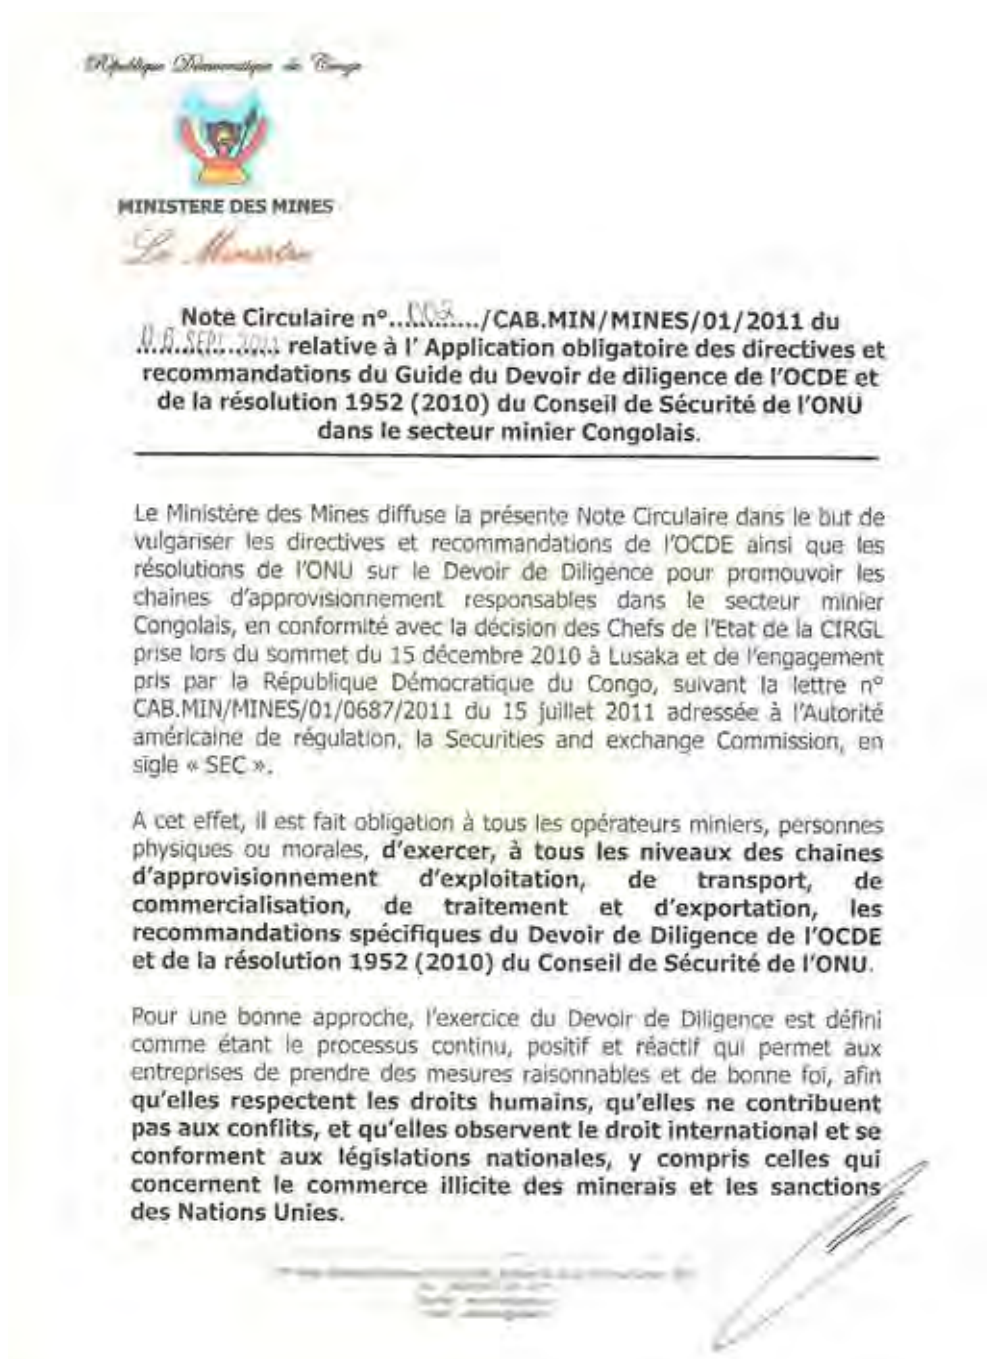 République Démocratique du Congo
MINISTERE DES MINES
Le Ministre
Note Circulaire n°...002.../CAB.MIN/MINES/01/2011 du
06 SEPT 2011 relative à l' Application obligatoire des directives et
recommandations du Guide du Devoir de diligence de l'OCDE et
de la résolution 1952 (2010) du Conseil de Sécurité de l'ONU
dans le secteur minier Congolais.
Le Ministère des Mines diffuse la présente Note Circulaire dans le but de
vulgariser les directives et recommandations de l'OCDE ainsi que les
résolutions de l'ONU sur le Devoir de Diligence pour promouvoir les
chaines d'approvisionnement responsables dans le secteur minier
Congolais, en conformité avec la décision des Chefs de l'Etat de la CIRGL
prise lors du sommet du 15 décembre 2010 à Lusaka et de l'engagement
pris par la République Démocratique du Congo, suivant la lettre n°
CAB.MIN/MINES/01/0687/2011 du 15 juillet 2011 adressée à l'Autorité
américaine de régulation, la Securities and exchange Commission, en
sigle « SEC ».
A cet effet, il est fait obligation à tous les opérateurs miniers, personnes
physiques ou morales, d'exercer, à tous les niveaux des chaines
d'approvisionnement d'exploitation, de transport, de
commercialisation, de traitement et d'exportation, les
recommandations spécifiques du Devoir de Diligence de l'OCDE
et de la résolution 1952 (2010) du Conseil de Sécurité de l'ONU.
Pour une bonne approche, l'exercice du Devoir de Diligence est défini
comme étant le processus continu, positif et réactif qui permet aux
entreprises de prendre des mesures raisonnables et de bonne foi, afin
qu'elles respectent les droits humains, qu'elles ne contribuent
pas aux conflits, et qu'elles observent le droit international et se
conforment aux législations nationales, y compris celles qui
concernent le commerce illicite des minerais et les sanctions
des Nations Unies.